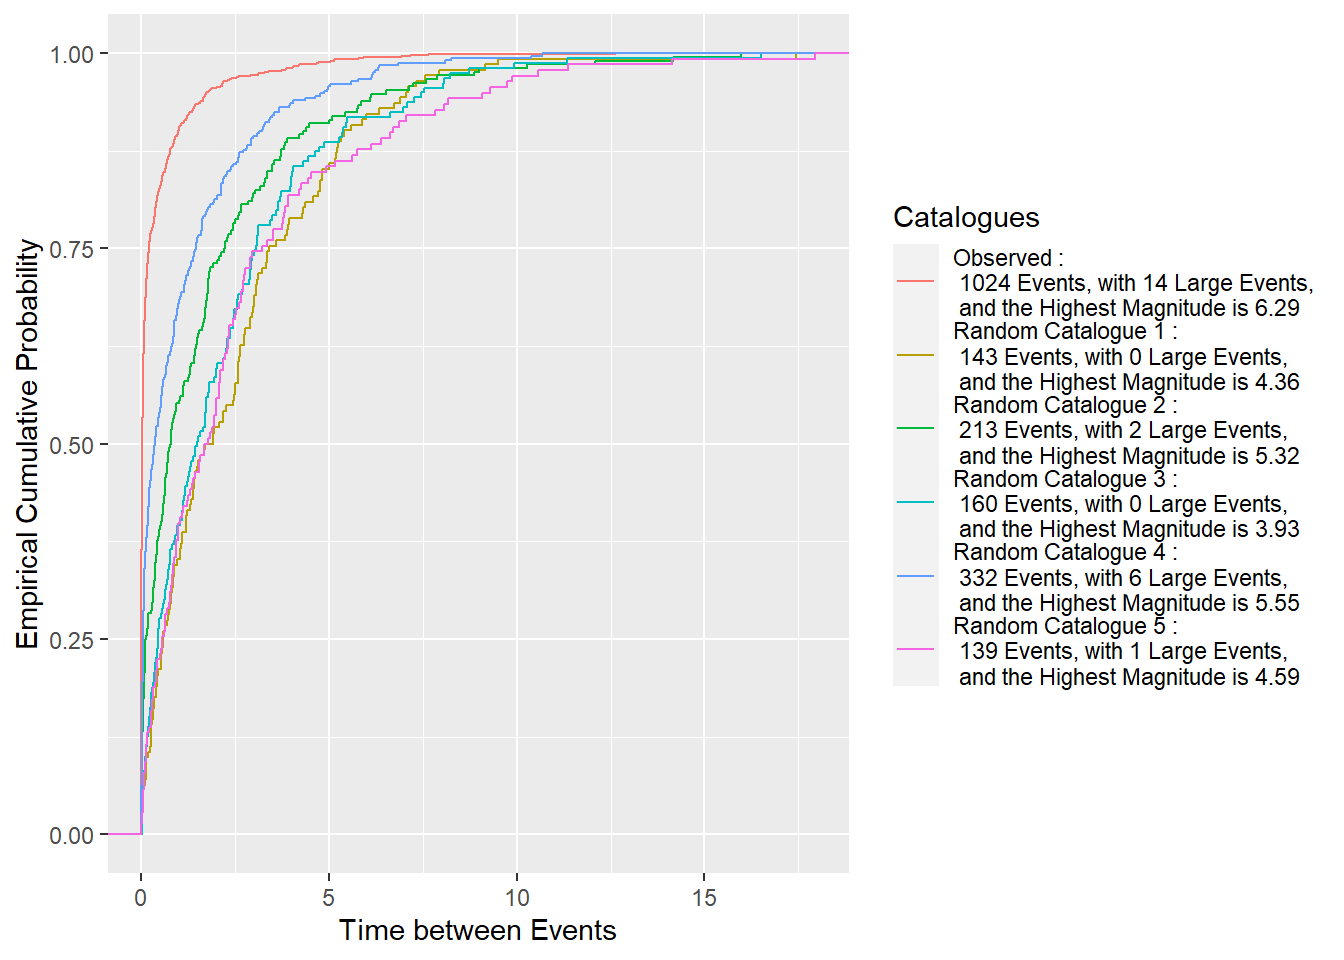 1.00
0.75
0.50
0.25
0.00
Empirical Cumulative Probability
0
5
10
15
Time between Events
Catalogues
Observed :
1024 Events, with 14 Large Events,
and the Highest Magnitude is 6.29
Random Catalogue 1 :
143 Events, with 0 Large Events,
and the Highest Magnitude is 4.36
Random Catalogue 2 :
213 Events, with 2 Large Events,
and the Highest Magnitude is 5.32
Random Catalogue 3 :
160 Events, with 0 Large Events,
and the Highest Magnitude is 3.93
Random Catalogue 4 :
332 Events, with 6 Large Events,
and the Highest Magnitude is 5.55
Random Catalogue 5 :
139 Events, with 1 Large Events,
and the Highest Magnitude is 4.59